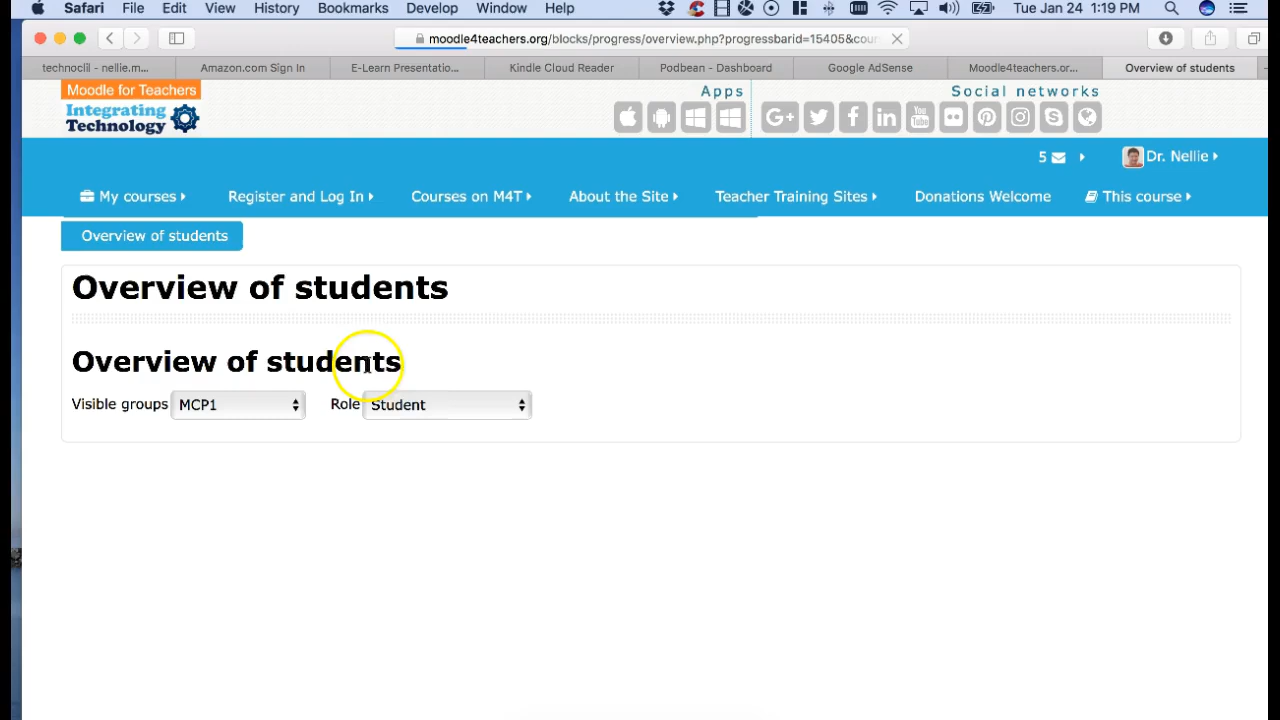 Safari File Edit View History Bookmarks Develop Window Help Tue Jan 24 1:19 PM
moodle4teachers.org/blocks/progress/overview.php?progressbarid=15405&cou
technoclil - nellie.m... Amazon.com Sign In E-Learn Presentatio... Kindle Cloud Reader Podbean - Dashboard Google AdSense Moodle4teachers.or... Overview of students
Moodle for Teachers
Integrating
Technology
Apps
Social networks
5
Dr. Nellie
My courses Register and Log In Courses on M4T About the Site Teacher Training Sites Donations Welcome This course
Overview of students
Overview of students
Overview of students
Visible groups MCP1 Role Student